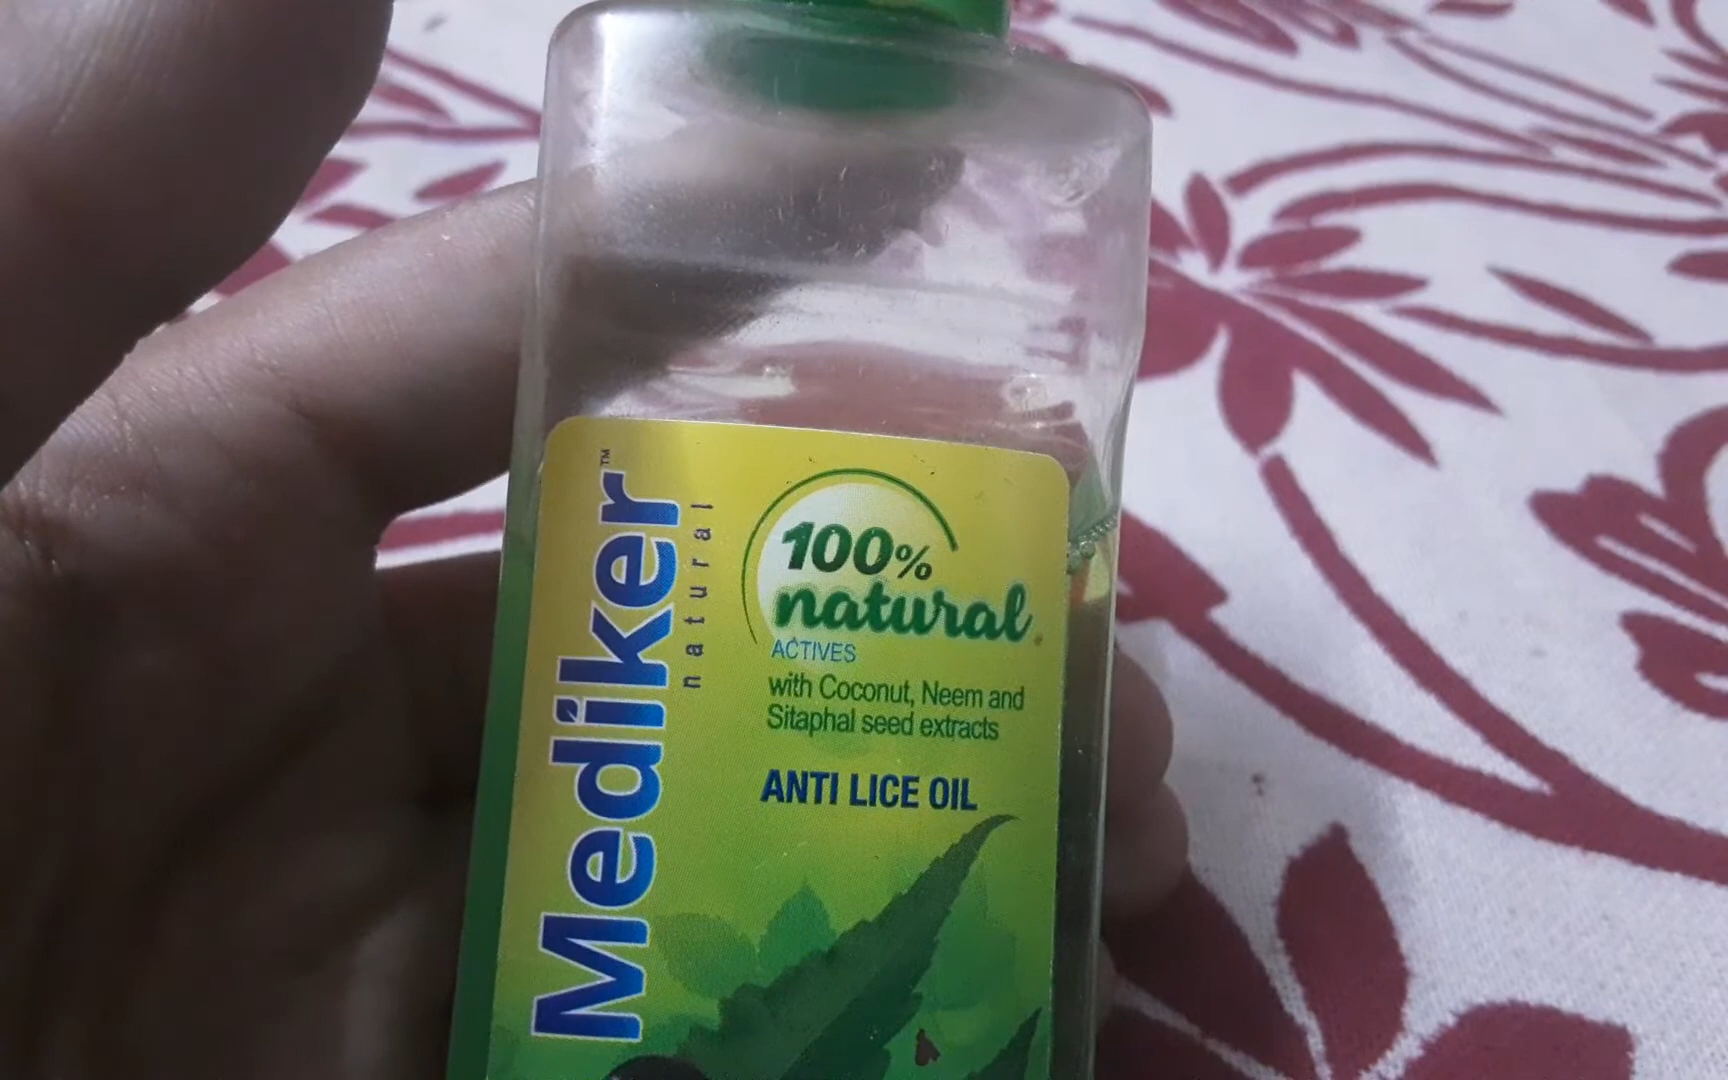 Mediker™
natural
100%
natural
ACTIVES
with Coconut, Neem and
Sitaphal seed extracts
ANTI LICE OIL